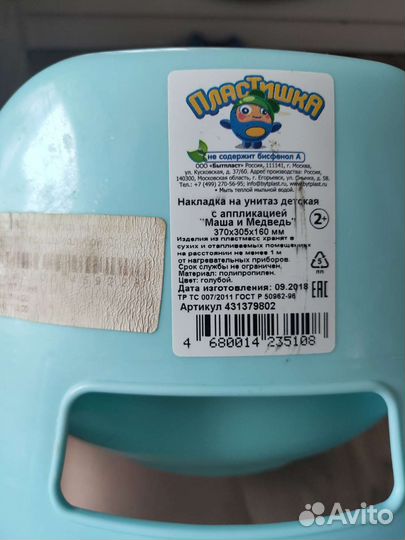 ПлаСТишкА
не содержит бисфенол А
ООО «Бытпласт» Россия, 111141, г. Москва,
ул. Кусковская, д. 37/60. Адрес производства: Россия,
140300, Московская область, г. Егорьевск, ул. Смычка, д. 58.
Тел.: +7 (499) 270-56-95; info@bytplast.ru; www.bytplast.ru
• Мыть теплой мыльной водой.
Накладка на унитаз детская
с аппликацией
"Маша и Медведь"
370х305х160 мм
2+
Изделия из пластмасс хранят в
сухих и отапливаемых помещениях
на расстоянии не менее 1 м
от нагревательных приборов.
Срок службы не ограничен.
Материал: полипропилен.
Цвет: голубой.
5
ПП
Дата изготовления: 09.2018
ТР ТС 007/2011 ГОСТ Р 50962-96
EAC
Артикул 431379802
4 680014 235108
Avito